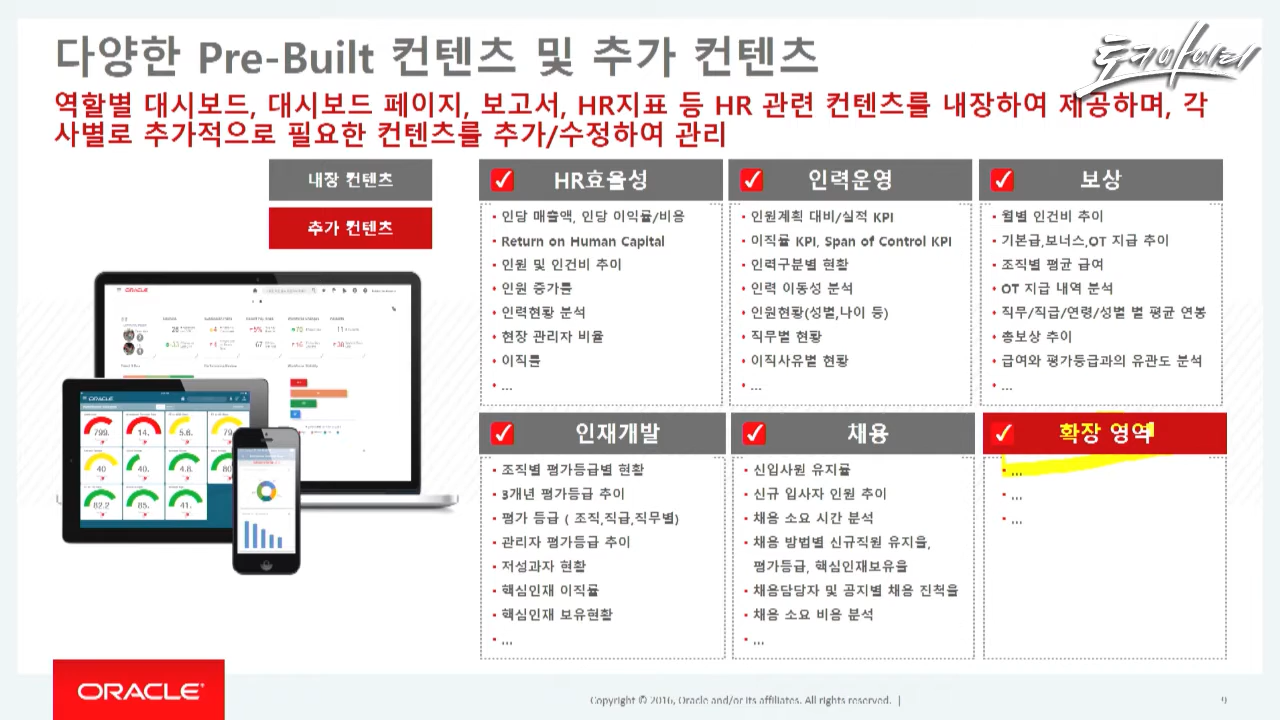 다양한 Pre-Built 컨텐츠 및 추가 컨텐츠
토크아이티
역할별 대시보드, 대시보드 페이지, 보고서, HR지표 등 HR 관련 컨텐츠를 내장하여 제공하며, 각
사별로 추가적으로 필요한 컨텐츠를 추가/수정하여 관리
내장 컨텐츠
추가 컨텐츠
HR효율성
• 인당 매출액, 인당 이익률/비용
• Return on Human Capital
• 인원 및 인건비 추이
• 인원 증가률
• 인력현황 분석
• 현장 관리자 비율
• 이직률
• ...
인력운영
• 인원계획 대비/실적 KPI
• 이직률 KPI, Span of Control KPI
• 인력구분별 현황
• 인력 이동성 분석
• 인원현황(성별,나이 등)
• 직무별 현황
• 이직사유별 현황
• ...
보상
• 월별 인건비 추이
• 기본급,보너스,OT 지급 추이
• 조직별 평균 급여
• OT 지급 내역 분석
• 직무/직급/연령/성별 별 평균 연봉
• 총보상 추이
• 급여와 평가등급과의 유관도 분석
• ...
인재개발
• 조직별 평가등급별 현황
• 3개년 평가등급 추이
• 평가 등급 ( 조직,직급,직무별)
• 관리자 평가등급 추이
• 저성과자 현황
• 핵심인재 이직률
• 핵심인재 보유현황
• ...
채용
• 신입사원 유지률
• 신규 입사자 인원 추이
• 채용 소요 시간 분석
• 채용 방법별 신규직원 유지율,
평가등급, 핵심인재보유율
• 채용담당자 및 공지별 채용 진척율
• 채용 소요 비용 분석
• ...
확장 영역
• ...
• ...
• ...
ORACLE
ORACLE
799.
14.
5.6.
79.
40
40.
4.8.
80
82.2
85.
41.
ORACLE
Copyright © 2016, Oracle and/or its affiliates. All rights reserved. |
9